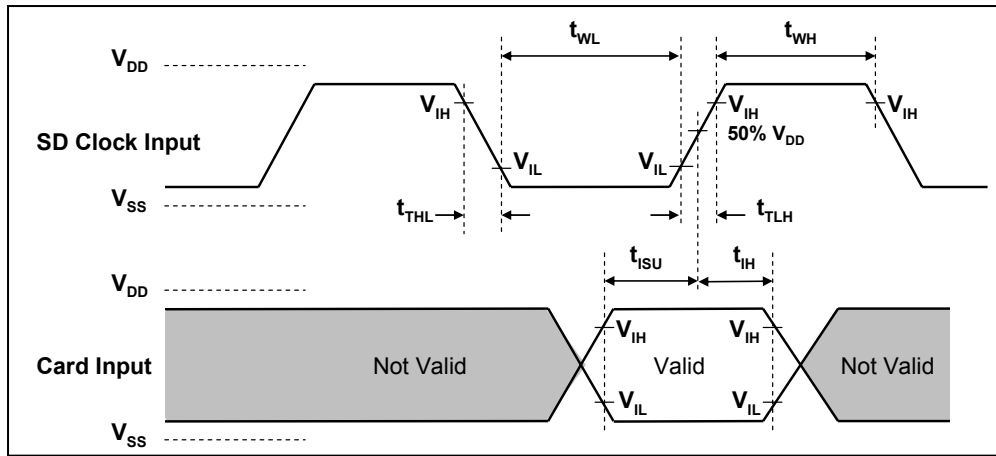 t_WL t_WH
V_DD
V_IH V_IH V_IH
50% V_DD
SD Clock Input
V_IL V_IL
V_SS
t_THL t_TLH
t_ISU t_IH
V_DD
V_IH V_IH
Card Input Not Valid Valid Not Valid
V_IL V_IL
V_SS